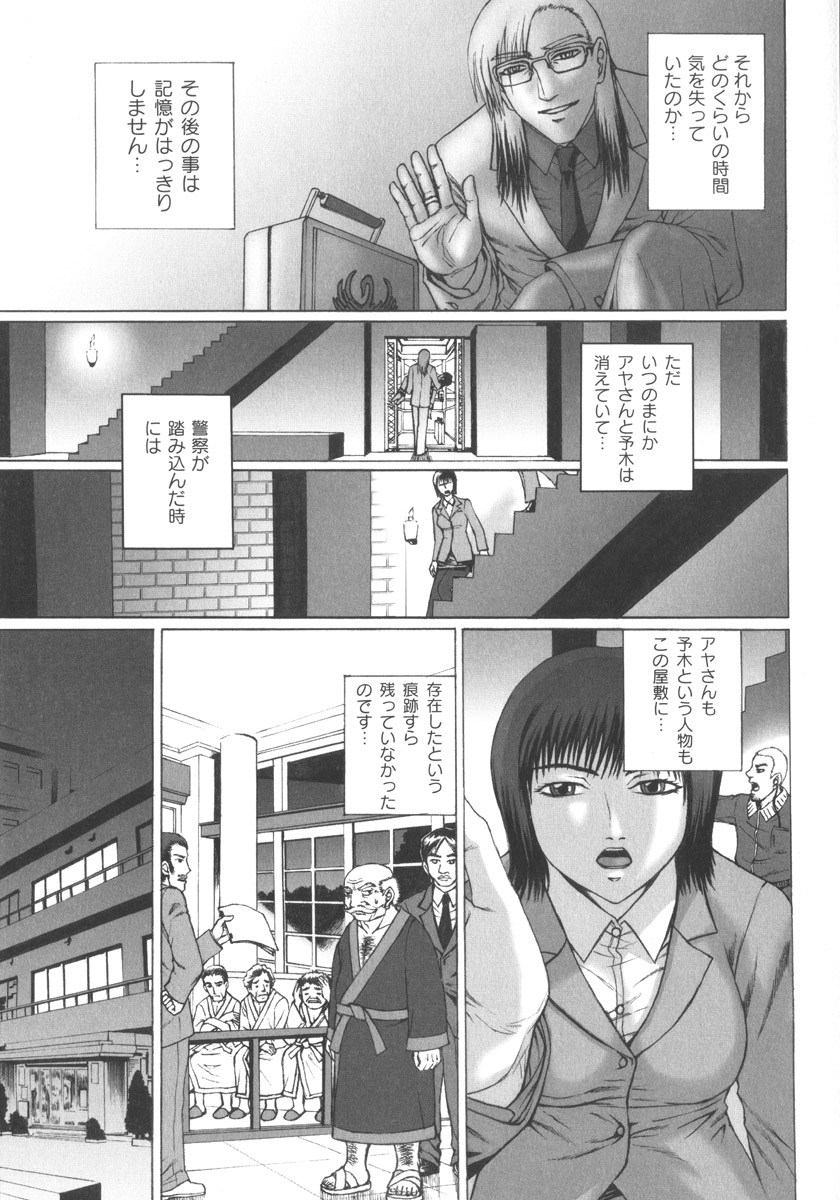 それから
どのくらいの時間
気を失って
いたのか…
その後の事は
記憶がはっきり
しません…
ただ
いつのまにか
アヤさんと予木は
消えていて…
警察が
踏み込んだ時
には
アヤさんも
予木という人物も
この屋敷に…
存在したという
痕跡すら
残っていなかった
のです…